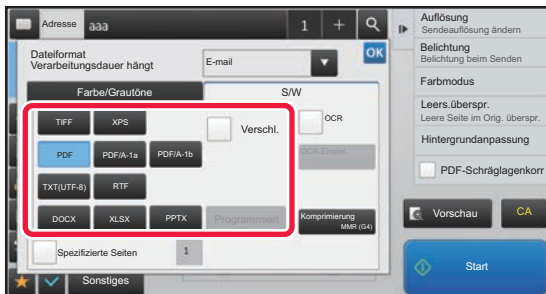 Adresse aaa 1 +
Dateiformat
Verarbeitungsdauer hängt
E-mail
OK
Farbe/Grautöne S/W
TIFF XPS Verschl. OCR
PDF PDF/A-1a PDF/A-1b OCR-Einstel.
TXT(UTF-8) RTF
DOCX XLSX PPTX Programmiert Komprimierung
MMR (G4)
Spezifizierte Seiten 1
Sonstiges
Auflösung
Sendeauflösung ändern
Belichtung
Belichtung beim Senden
Farbmodus
Leers.überspr.
Leere Seite im Orig. überspr.
Hintergrundanpassung
PDF-Schräglagenkorr
Vorschau CA
Start